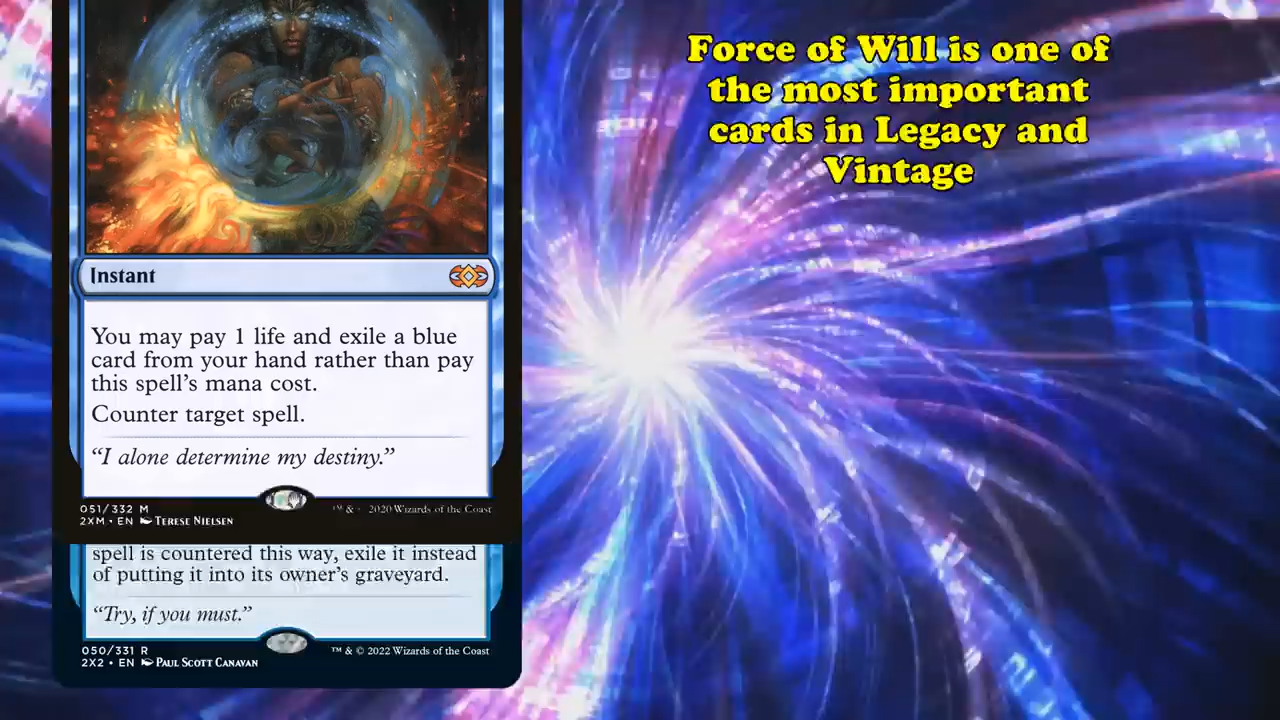 Force of Will is one of
the most important
cards in Legacy and
Vintage
Instant
You may pay 1 life and exile a blue
card from your hand rather than pay
this spell's mana cost.
Counter target spell.
"I alone determine my destiny."
051/332 M
2XM • EN TERESE NIELSEN
™ & 2020 Wizards of the Coast
spell is countered this way, exile it instead
of putting it into its owner's graveyard.
"Try, if you must."
050/331 R
2X2 • EN PAUL SCOTT CANAVAN
™ & © 2022 Wizards of the Coast